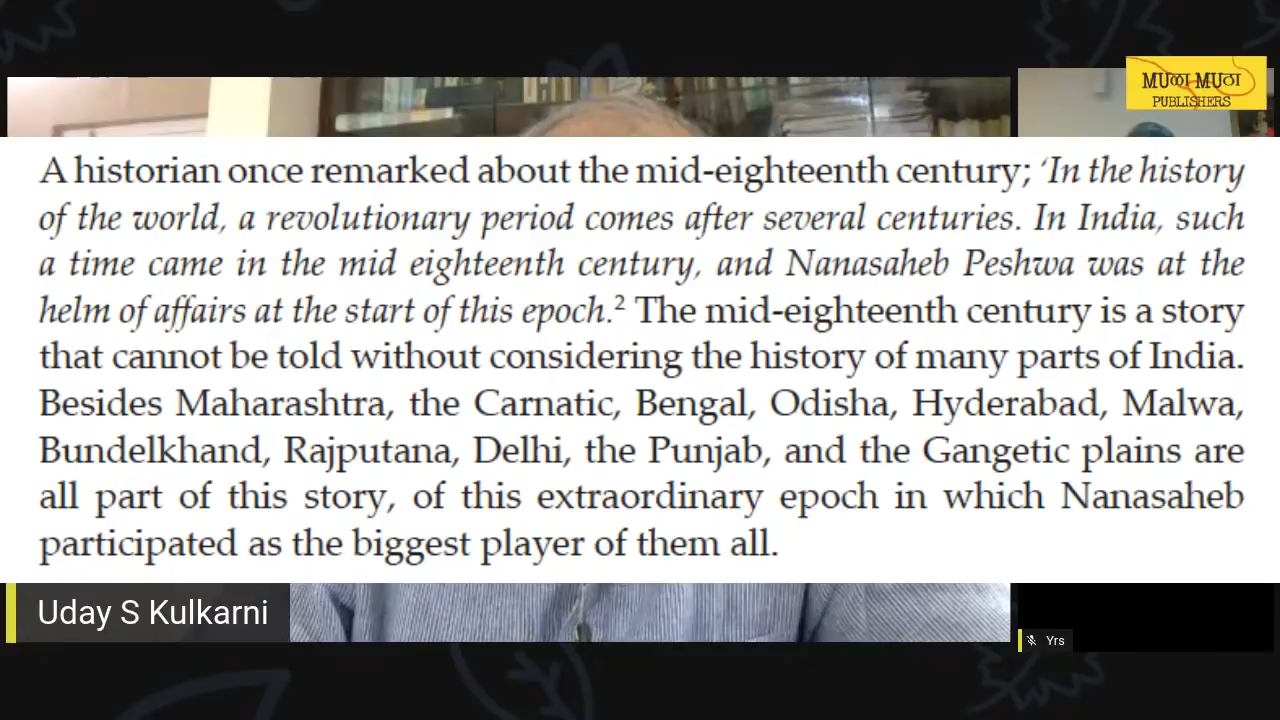 MUळा MUठा
PUBLISHERS
A historian once remarked about the mid-eighteenth century; ‘In the history
of the world, a revolutionary period comes after several centuries. In India, such
a time came in the mid eighteenth century, and Nanasaheb Peshwa was at the
helm of affairs at the start of this epoch.² The mid-eighteenth century is a story
that cannot be told without considering the history of many parts of India.
Besides Maharashtra, the Carnatic, Bengal, Odisha, Hyderabad, Malwa,
Bundelkhand, Rajputana, Delhi, the Punjab, and the Gangetic plains are
all part of this story, of this extraordinary epoch in which Nanasaheb
participated as the biggest player of them all.
Uday S Kulkarni
Yrs